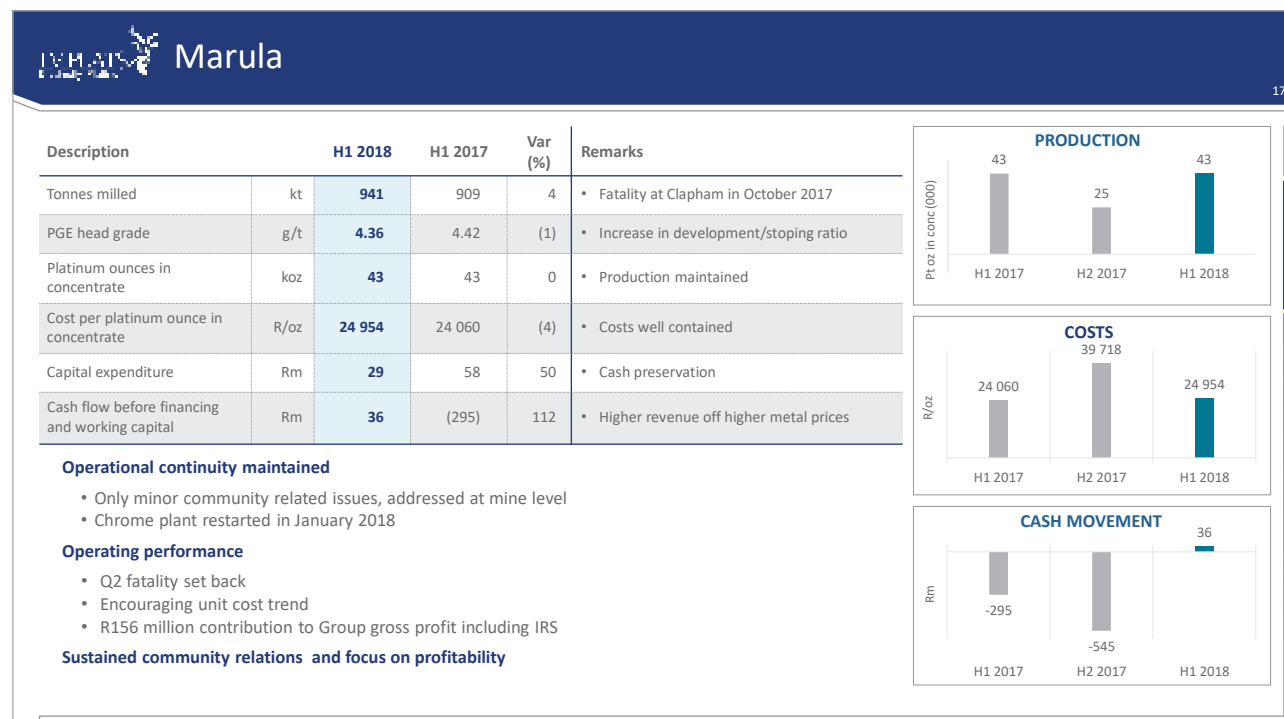 Marula
17
Description H1 2018 H1 2017 Var (%) Remarks
Tonnes milled kt 941 909 4 • Fatality at Clapham in October 2017
PGE head grade g/t 4.36 4.42 (1) • Increase in development/stoping ratio
Platinum ounces in concentrate koz 43 43 0 • Production maintained
Cost per platinum ounce in concentrate R/oz 24 954 24 060 (4) • Costs well contained
Capital expenditure Rm 29 58 50 • Cash preservation
Cash flow before financing and working capital Rm 36 (295) 112 • Higher revenue off higher metal prices
Operational continuity maintained
• Only minor community related issues, addressed at mine level
• Chrome plant restarted in January 2018
Operating performance
• Q2 fatality set back
• Encouraging unit cost trend
• R156 million contribution to Group gross profit including IRS
Sustained community relations and focus on profitability
PRODUCTION
Pt oz in conc (000)
43 25 43
H1 2017 H2 2017 H1 2018
COSTS
R/oz
24 060 39 718 24 954
H1 2017 H2 2017 H1 2018
CASH MOVEMENT
Rm
-295 -545 36
H1 2017 H2 2017 H1 2018